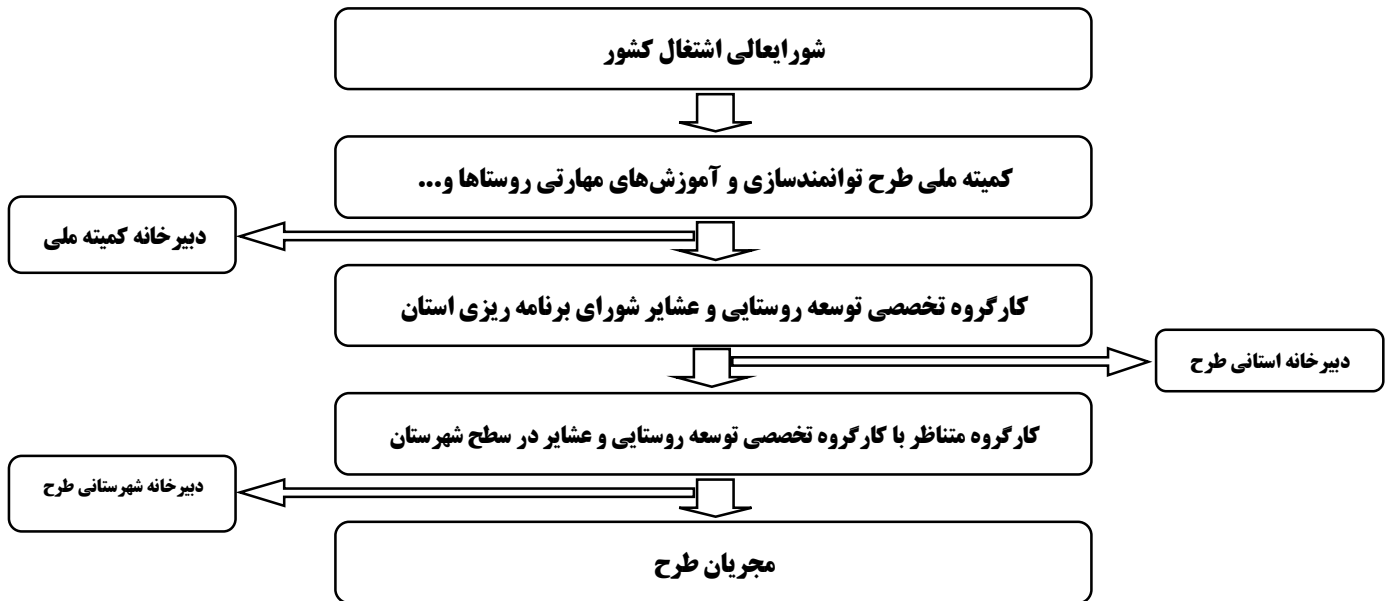 شورایعالی اشتغال کشور
کمیته ملی طرح توانمندسازی و آموزش‌های مهارتی روستاها و...
دبیرخانه کمیته ملی
کارگروه تخصصی توسعه روستایی و عشایر شورای برنامه ریزی استان
دبیرخانه استانی طرح
کارگروه متناظر با کارگروه تخصصی توسعه روستایی و عشایر در سطح شهرستان
دبیرخانه شهرستانی طرح
مجریان طرح